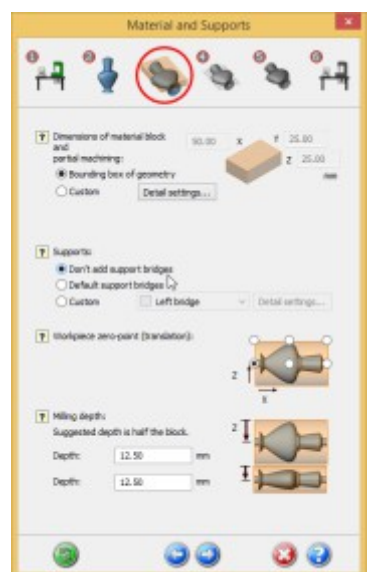 Material and Supports
Dimensions of material block
and
partial machining:
50.00 X Y 25.00
Z 25.00
mm
Bounding box of geometry
Custom Detail settings...
Supports:
Don't add support bridges
Default support bridges
Custom Left bridge Detail settings...
Workpiece zero-point (translation):
Z
X
Milling depth:
Suggested depth is half the block.
Z
Depth: 12.50 mm
Depth: 12.50 mm